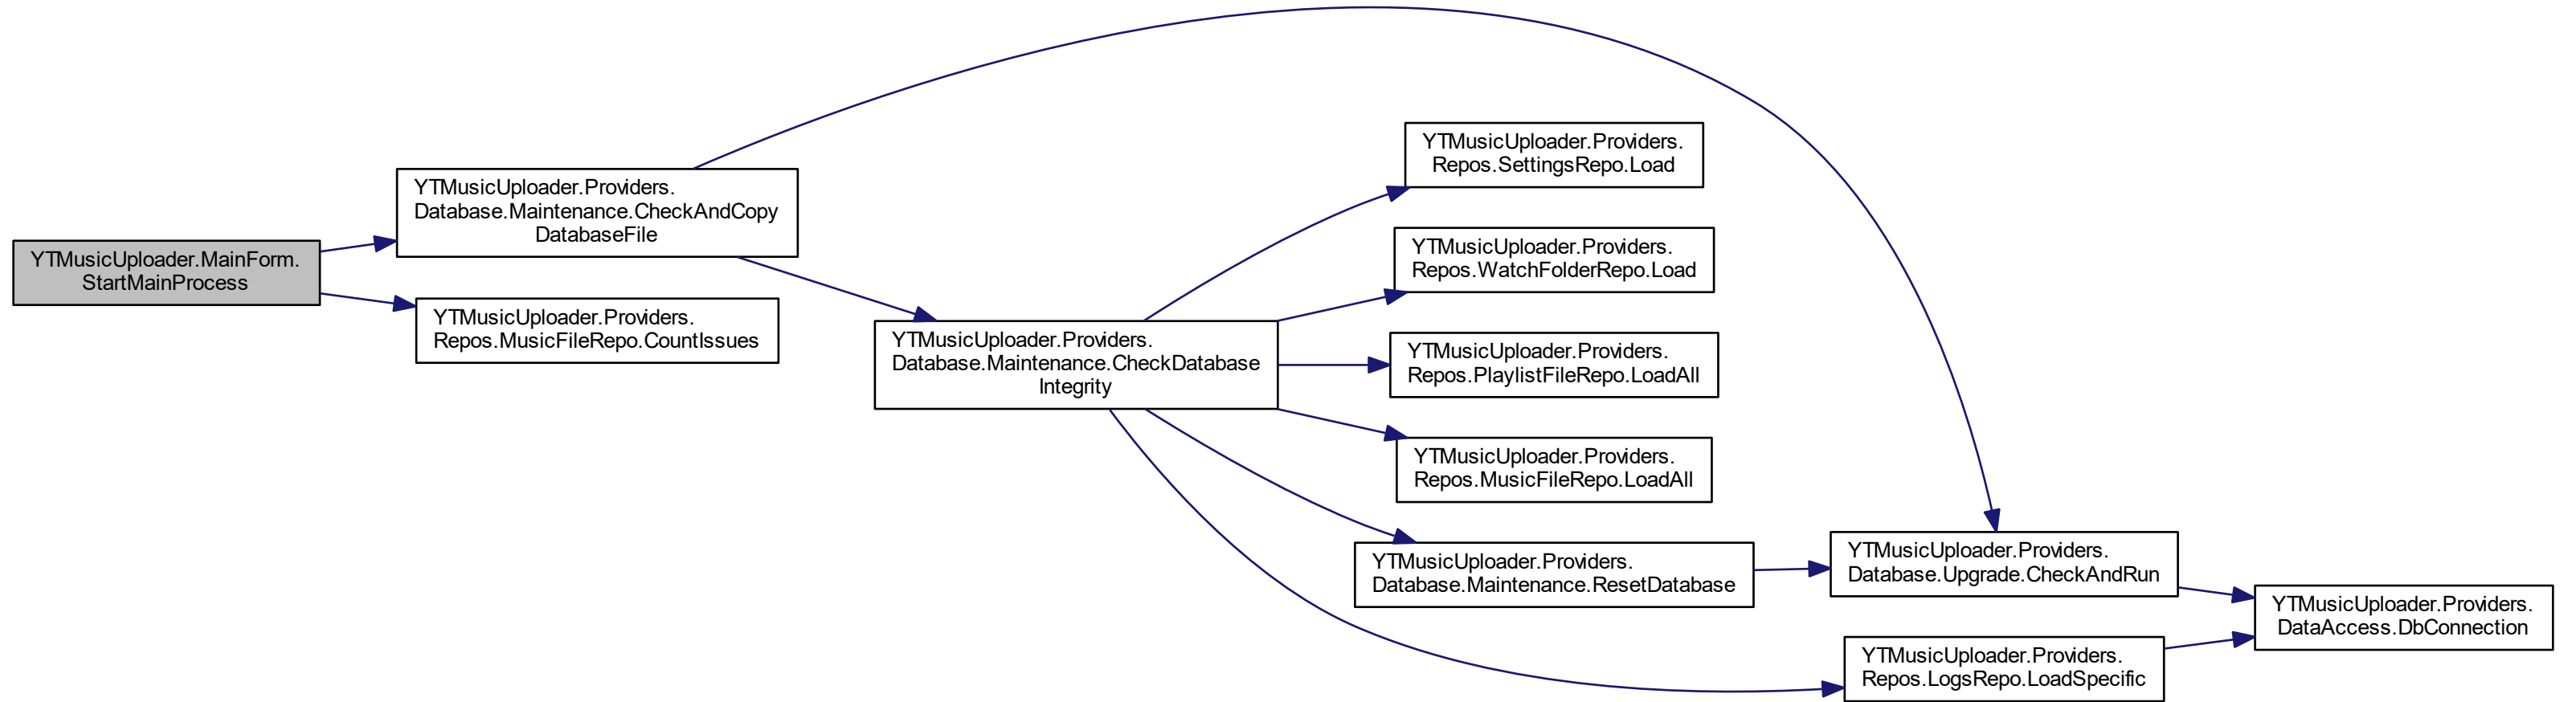 YTMusicUploader.MainForm.
StartMainProcess
YTMusicUploader.Providers.
Database.Maintenance.CheckAndCopy
DatabaseFile
YTMusicUploader.Providers.
Repos.MusicFileRepo.CountIssues
YTMusicUploader.Providers.
Database.Maintenance.CheckDatabase
Integrity
YTMusicUploader.Providers.
Repos.SettingsRepo.Load
YTMusicUploader.Providers.
Repos.WatchFolderRepo.Load
YTMusicUploader.Providers.
Repos.PlaylistFileRepo.LoadAll
YTMusicUploader.Providers.
Repos.MusicFileRepo.LoadAll
YTMusicUploader.Providers.
Database.Maintenance.ResetDatabase
YTMusicUploader.Providers.
Database.Upgrade.CheckAndRun
YTMusicUploader.Providers.
Repos.LogsRepo.LoadSpecific
YTMusicUploader.Providers.
DataAccess.DbConnection